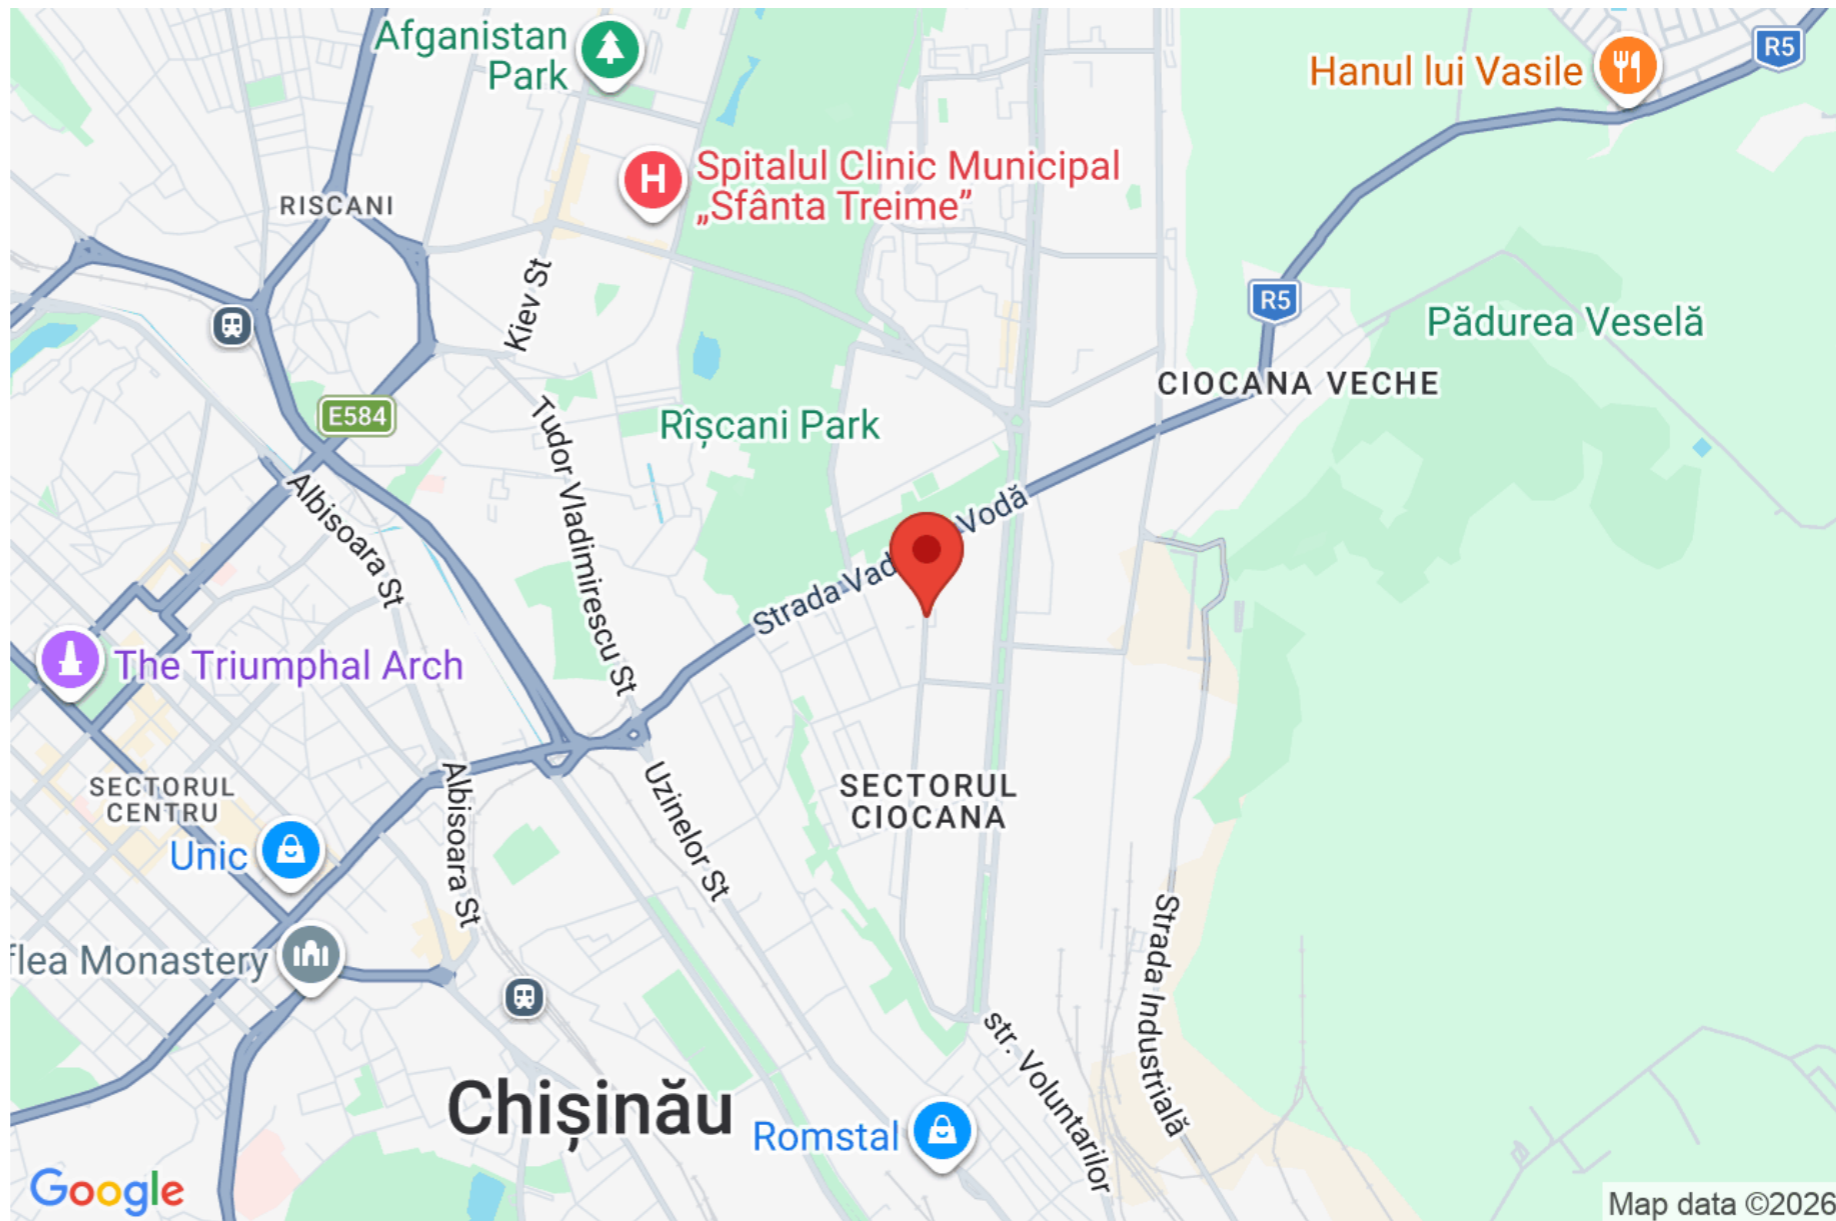 Afganistan
Park
Hanul lui Vasile
R5
Spitalul Clinic Municipal
„Sfânta Treime”
RISCANI
Kiev St
R5
Pădurea Veselă
CIOCANA VECHE
E584
Rîșcani Park
Tudor Vladimirescu St
Albisoara St
Strada Vad
Vodă
The Triumphal Arch
SECTORUL
CENTRU
SECTORUL
CIOCANA
Unic
Albisoara St
Uzinelor St
flea Monastery
Strada Industrială
str. Voluntarilor
Chișinău
Romstal
Google
Map data ©2026